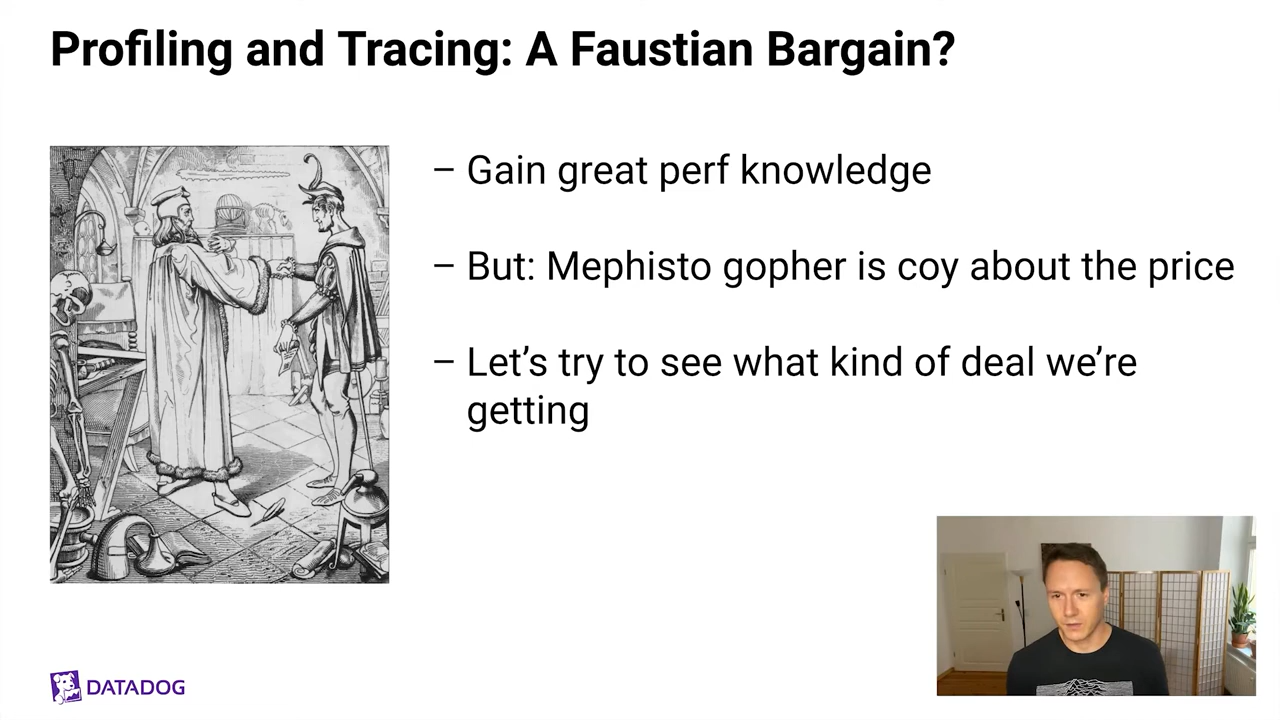 Profiling and Tracing: A Faustian Bargain?
– Gain great perf knowledge
– But: Mephisto gopher is coy about the price
– Let’s try to see what kind of deal we’re
getting
DATADOG